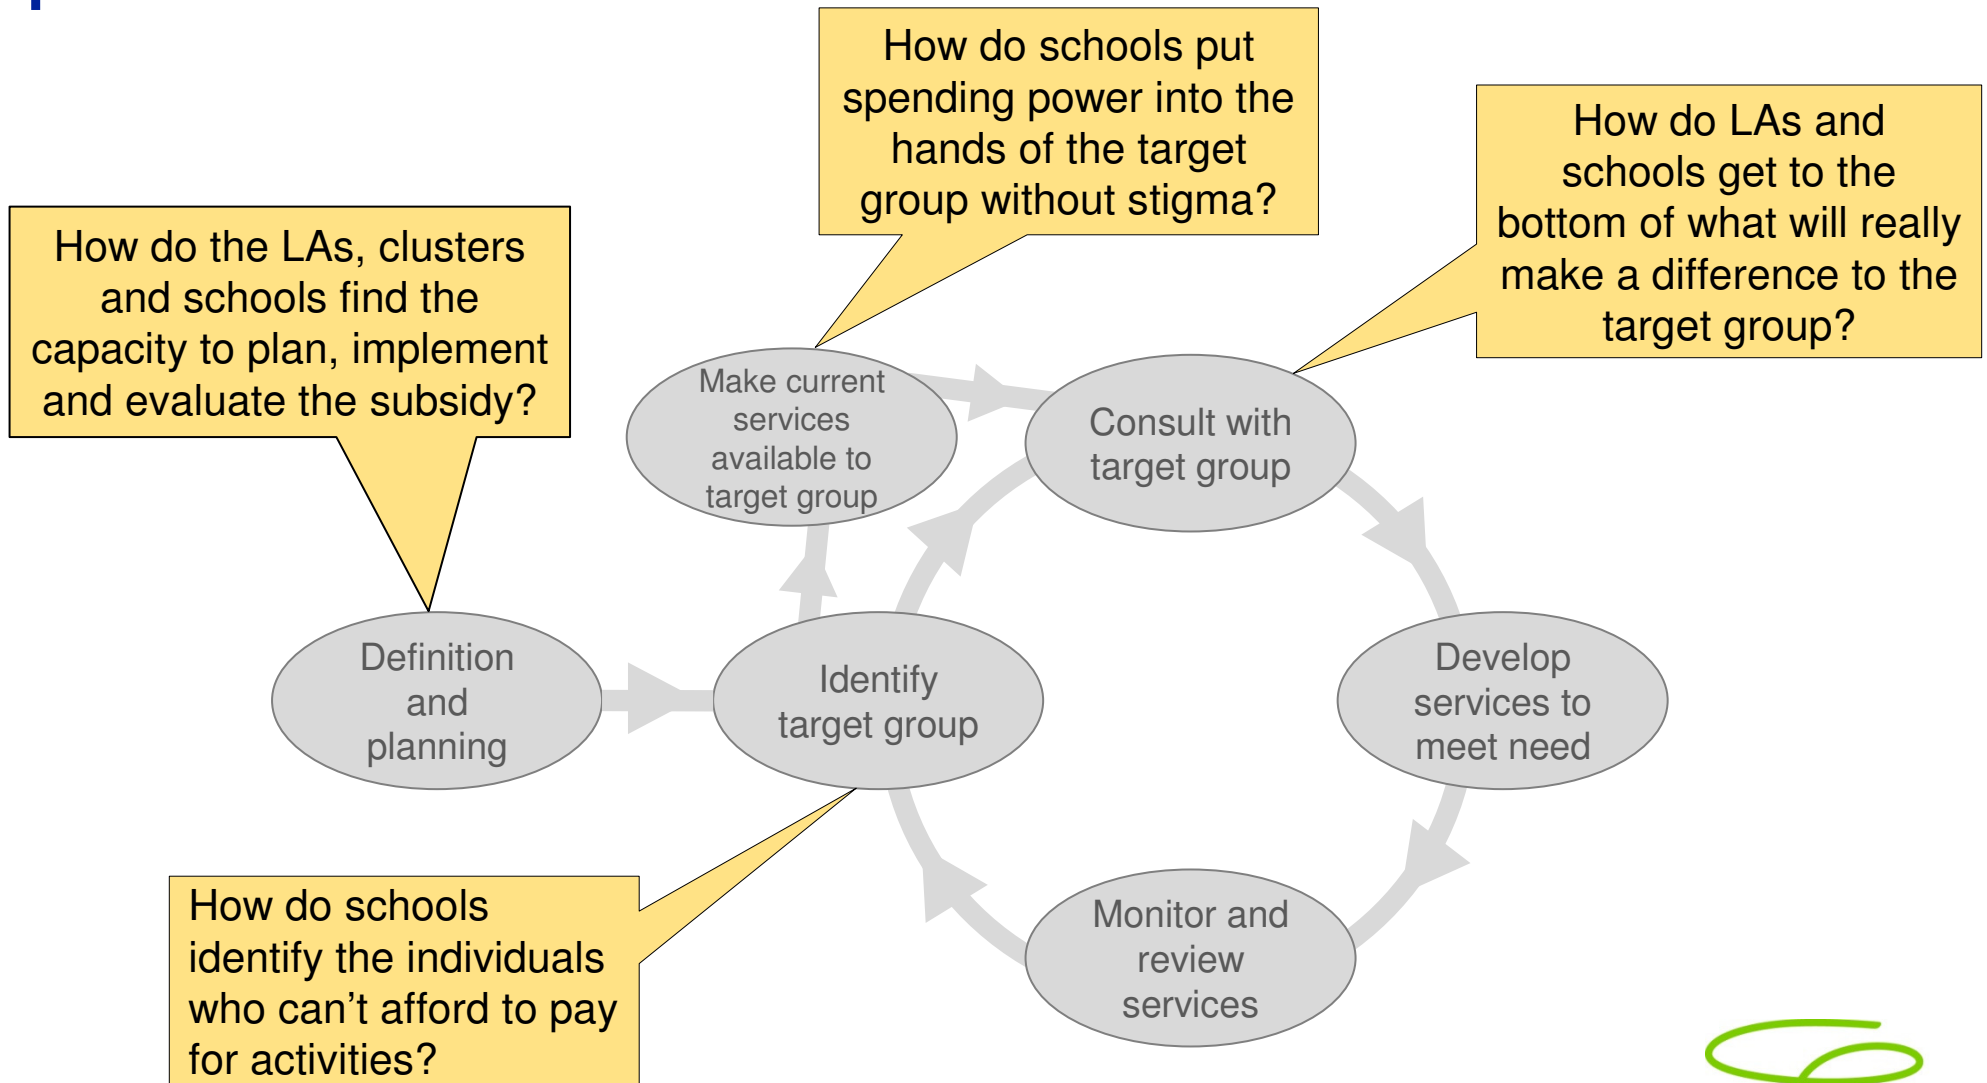 How do schools put
spending power into the
hands of the target
group without stigma?
How do LAs and
schools get to the
bottom of what will really
make a difference to the
target group?
How do the LAs, clusters
and schools find the
capacity to plan, implement
and evaluate the subsidy?
Make current
services
available to
target group
Consult with
target group
Definition
and
planning
Identify
target group
Develop
services to
meet need
Monitor and
review
services
How do schools
identify the individuals
who can’t afford to pay
for activities?